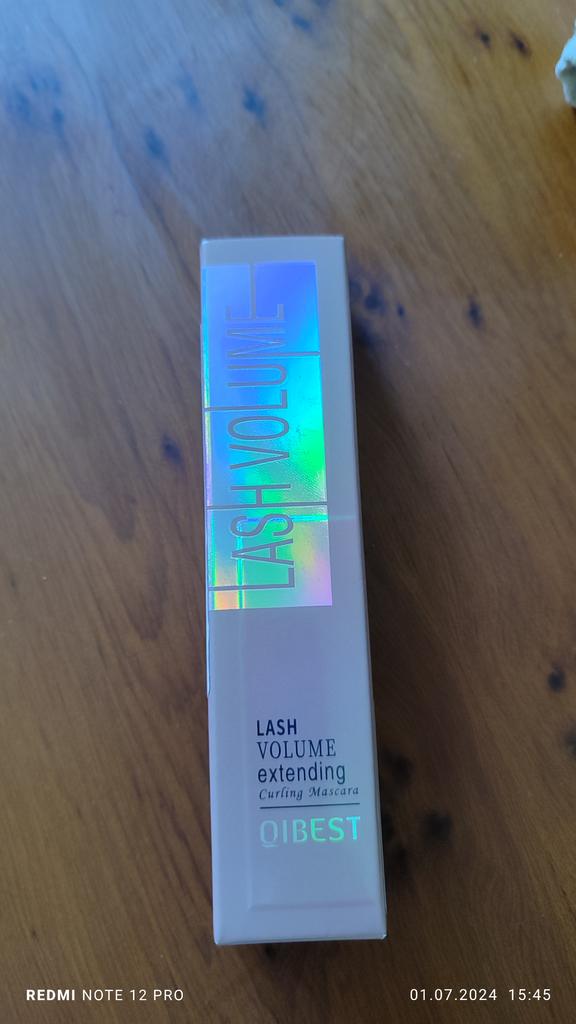 LASH VOLUME
LASH
VOLUME
extending
Curling Mascara
QIBEST
REDMI NOTE 12 PRO
01.07.2024 15:45